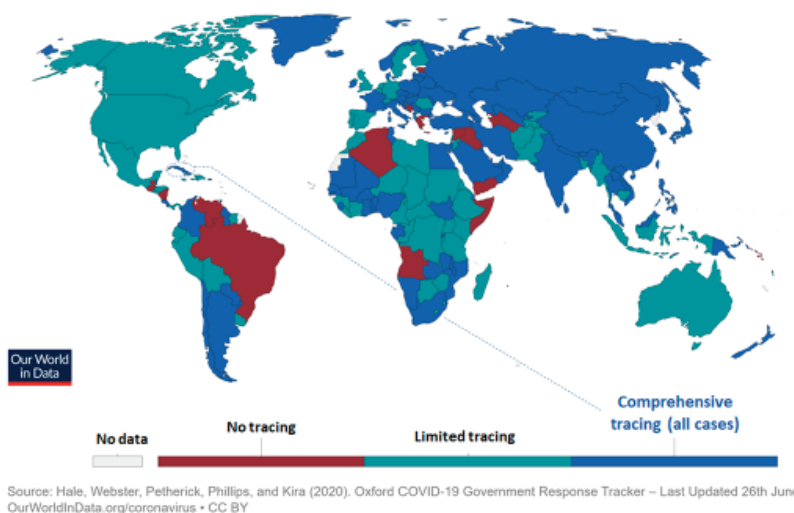 Our World
in Data
Comprehensive
tracing (all cases)
No data
No tracing
Limited tracing
Source: Hale, Webster, Petherick, Phillips, and Kira (2020). Oxford COVID-19 Government Response Tracker – Last Updated 26th June
OurWorldInData.org/coronavirus • CC BY